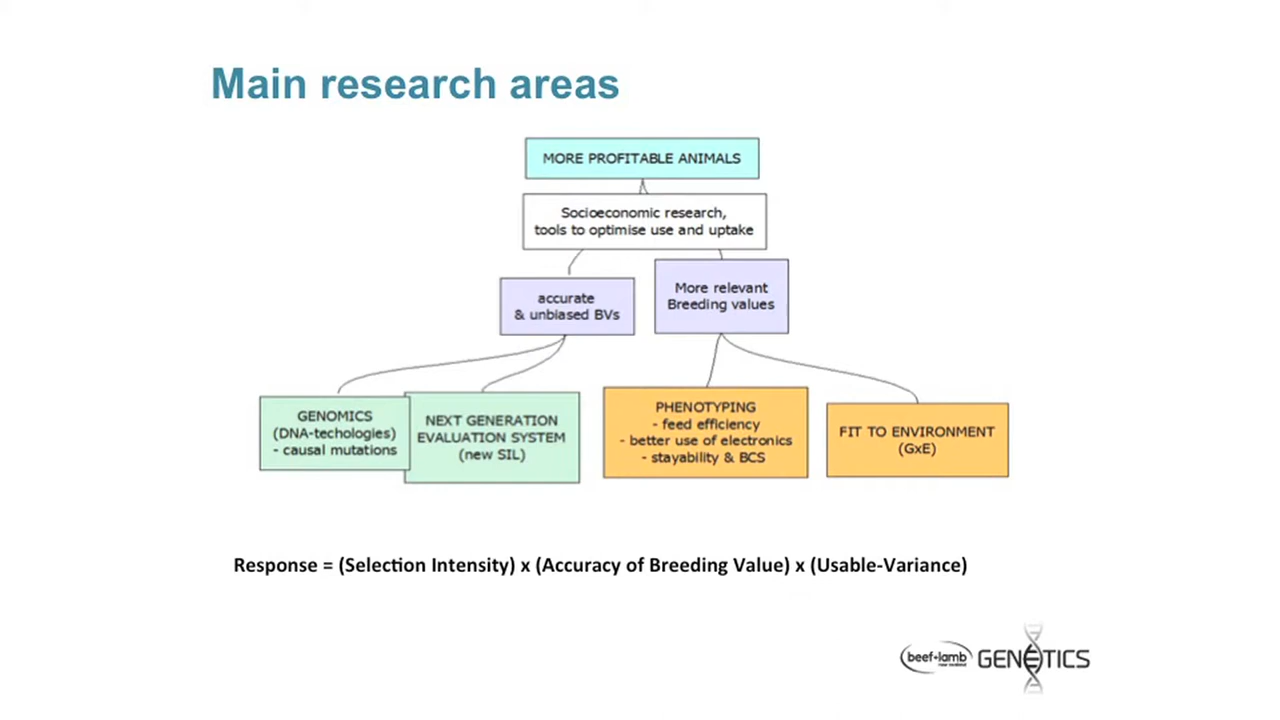 Main research areas
MORE PROFITABLE ANIMALS
Socioeconomic research,
tools to optimise use and uptake
accurate
& unbiased BVs
More relevant
Breeding values
GENOMICS
(DNA-techologies)
- causal mutations
NEXT GENERATION
EVALUATION SYSTEM
(new SIL)
PHENOTYPING
- feed efficiency
- better use of electronics
- stayability & BCS
FIT TO ENVIRONMENT
(GxE)
Response = (Selection Intensity) x (Accuracy of Breeding Value) x (Usable-Variance)
beef+lamb
new zealand
GENETICS